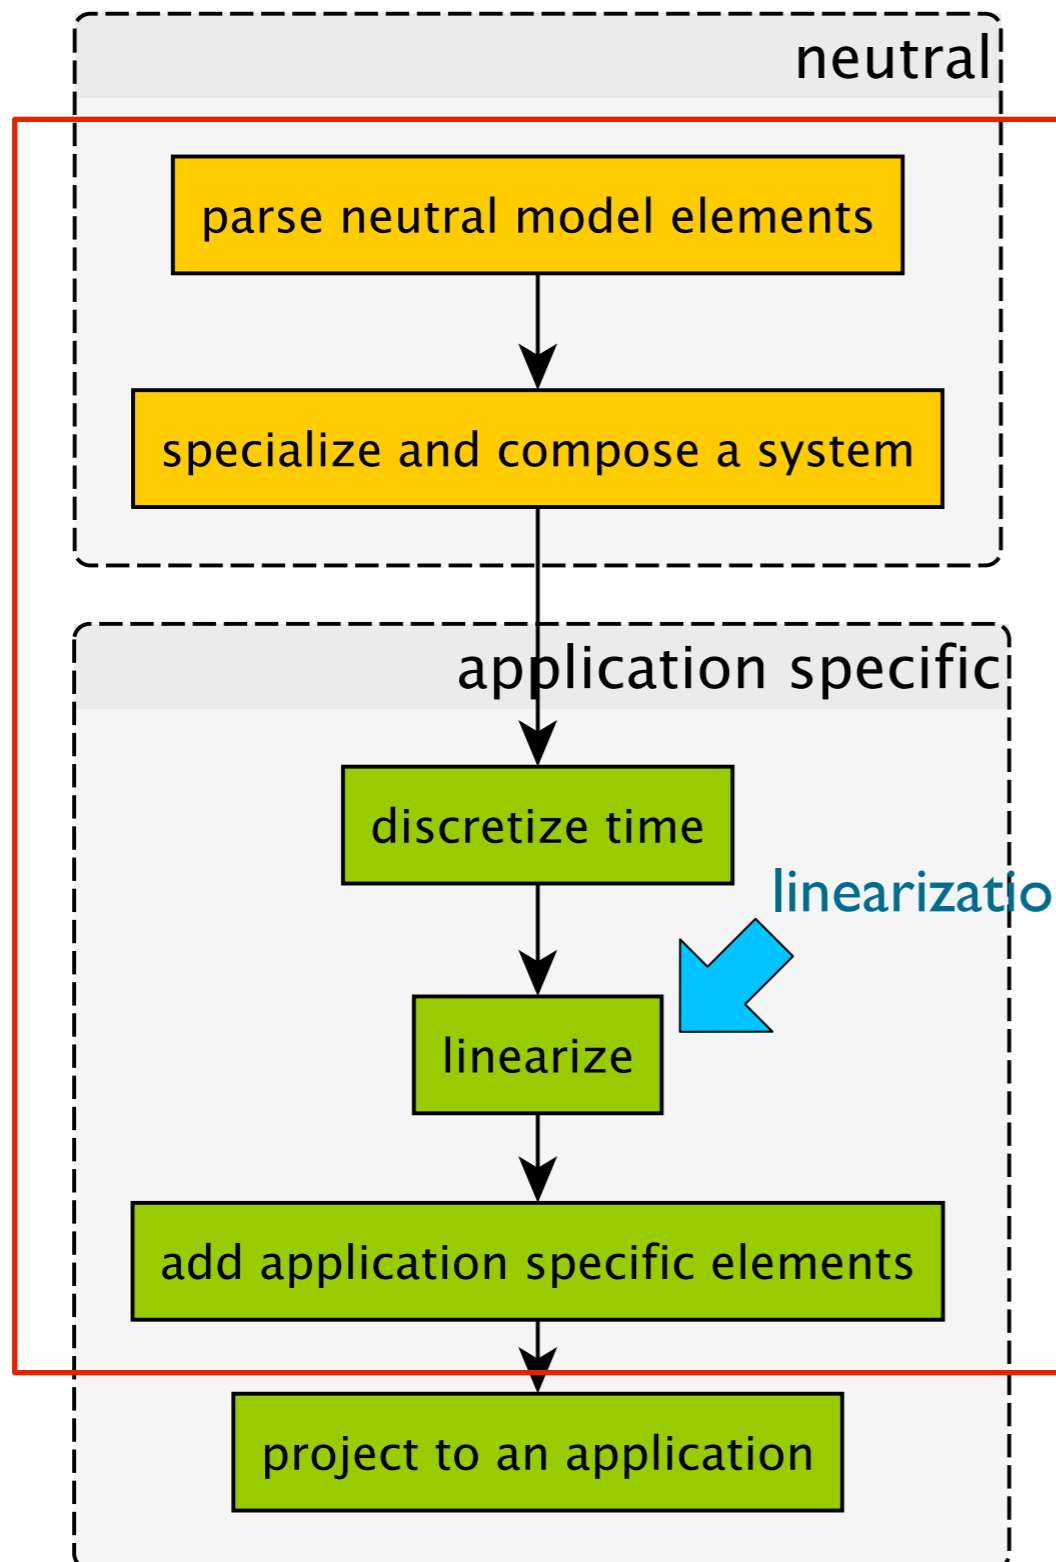 neutral
parse neutral model elements
specialize and compose a system
application specific
discretize time
linearizatio
linearize
add application specific elements
project to an application